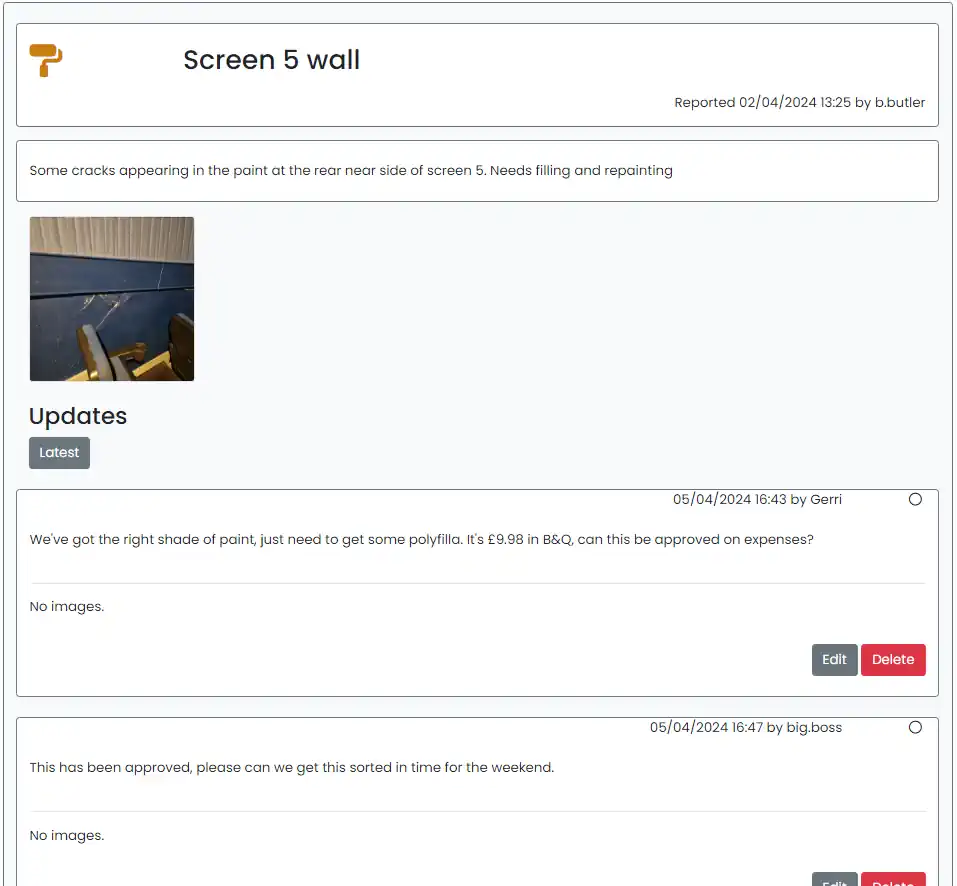 Screen 5 wall
Reported 02/04/2024 13:25 by b.butler
Some cracks appearing in the paint at the rear near side of screen 5. Needs filling and repainting
Updates
Latest
05/04/2024 16:43 by Gerri
We've got the right shade of paint, just need to get some polyfilla. It's £9.98 in B&Q, can this be approved on expenses?
No images.
Edit Delete
05/04/2024 16:47 by big.boss
This has been approved, please can we get this sorted in time for the weekend.
No images.
Edit Delete